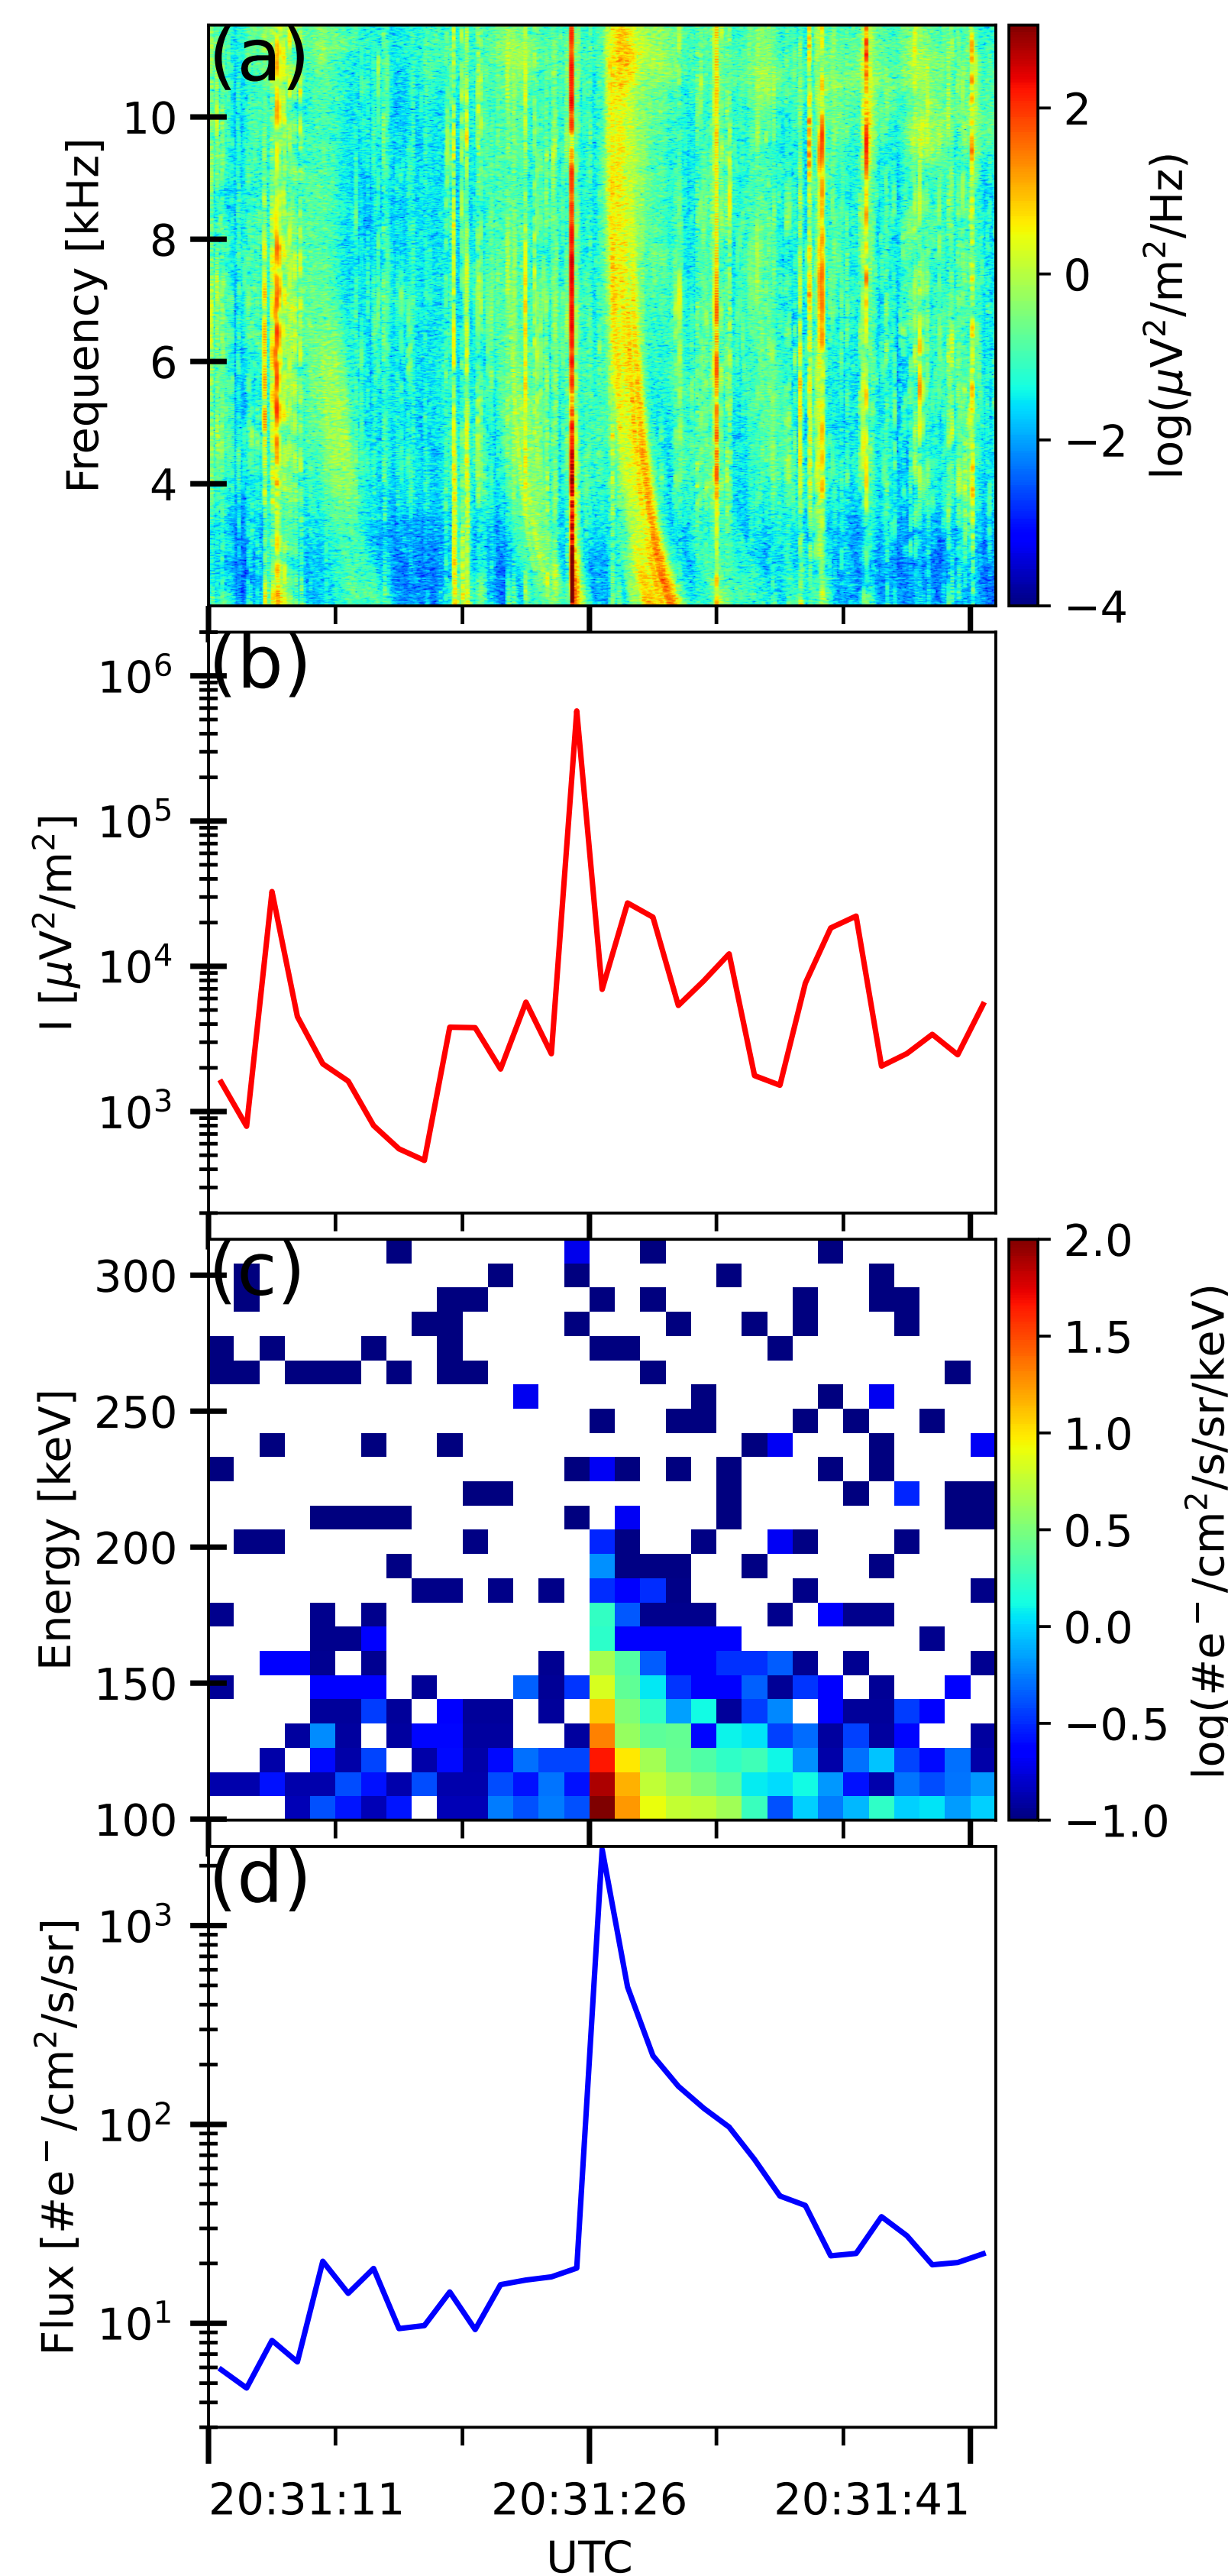 (a)
10
8
6
4
Frequency [kHz]
2
0
−2
−4
log(μV²/m²/Hz)
(b)
10⁶
10⁵
10⁴
10³
I [μV²/m²]
(c)
300
250
200
150
100
Energy [keV]
2.0
1.5
1.0
0.5
0.0
−0.5
−1.0
log(#e⁻/cm²/s/sr/keV)
(d)
10³
10²
10¹
Flux [#e⁻/cm²/s/sr]
20:31:11 20:31:26 20:31:41
UTC